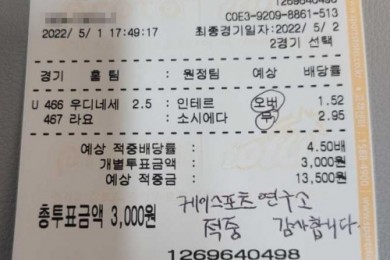 1269640498
2022/ 5/ 1 17:49:17
C0E3-9209-8861-513
최종경기일자:2022/ 5/ 2
2경기 선택
경기 홈 팀 : 원정팀 예상 배당률
U 466 우디네세 2.5 : 인테르 오버 1.52
467 라요 : 소시에다 무 2.95
예상 적중배당률 4.50배
개별투표금액 3,000원
예상 적중금 13,500원
총투표금액 3,000원
케이스포츠 연구소
적중 감사합니다
1269640498